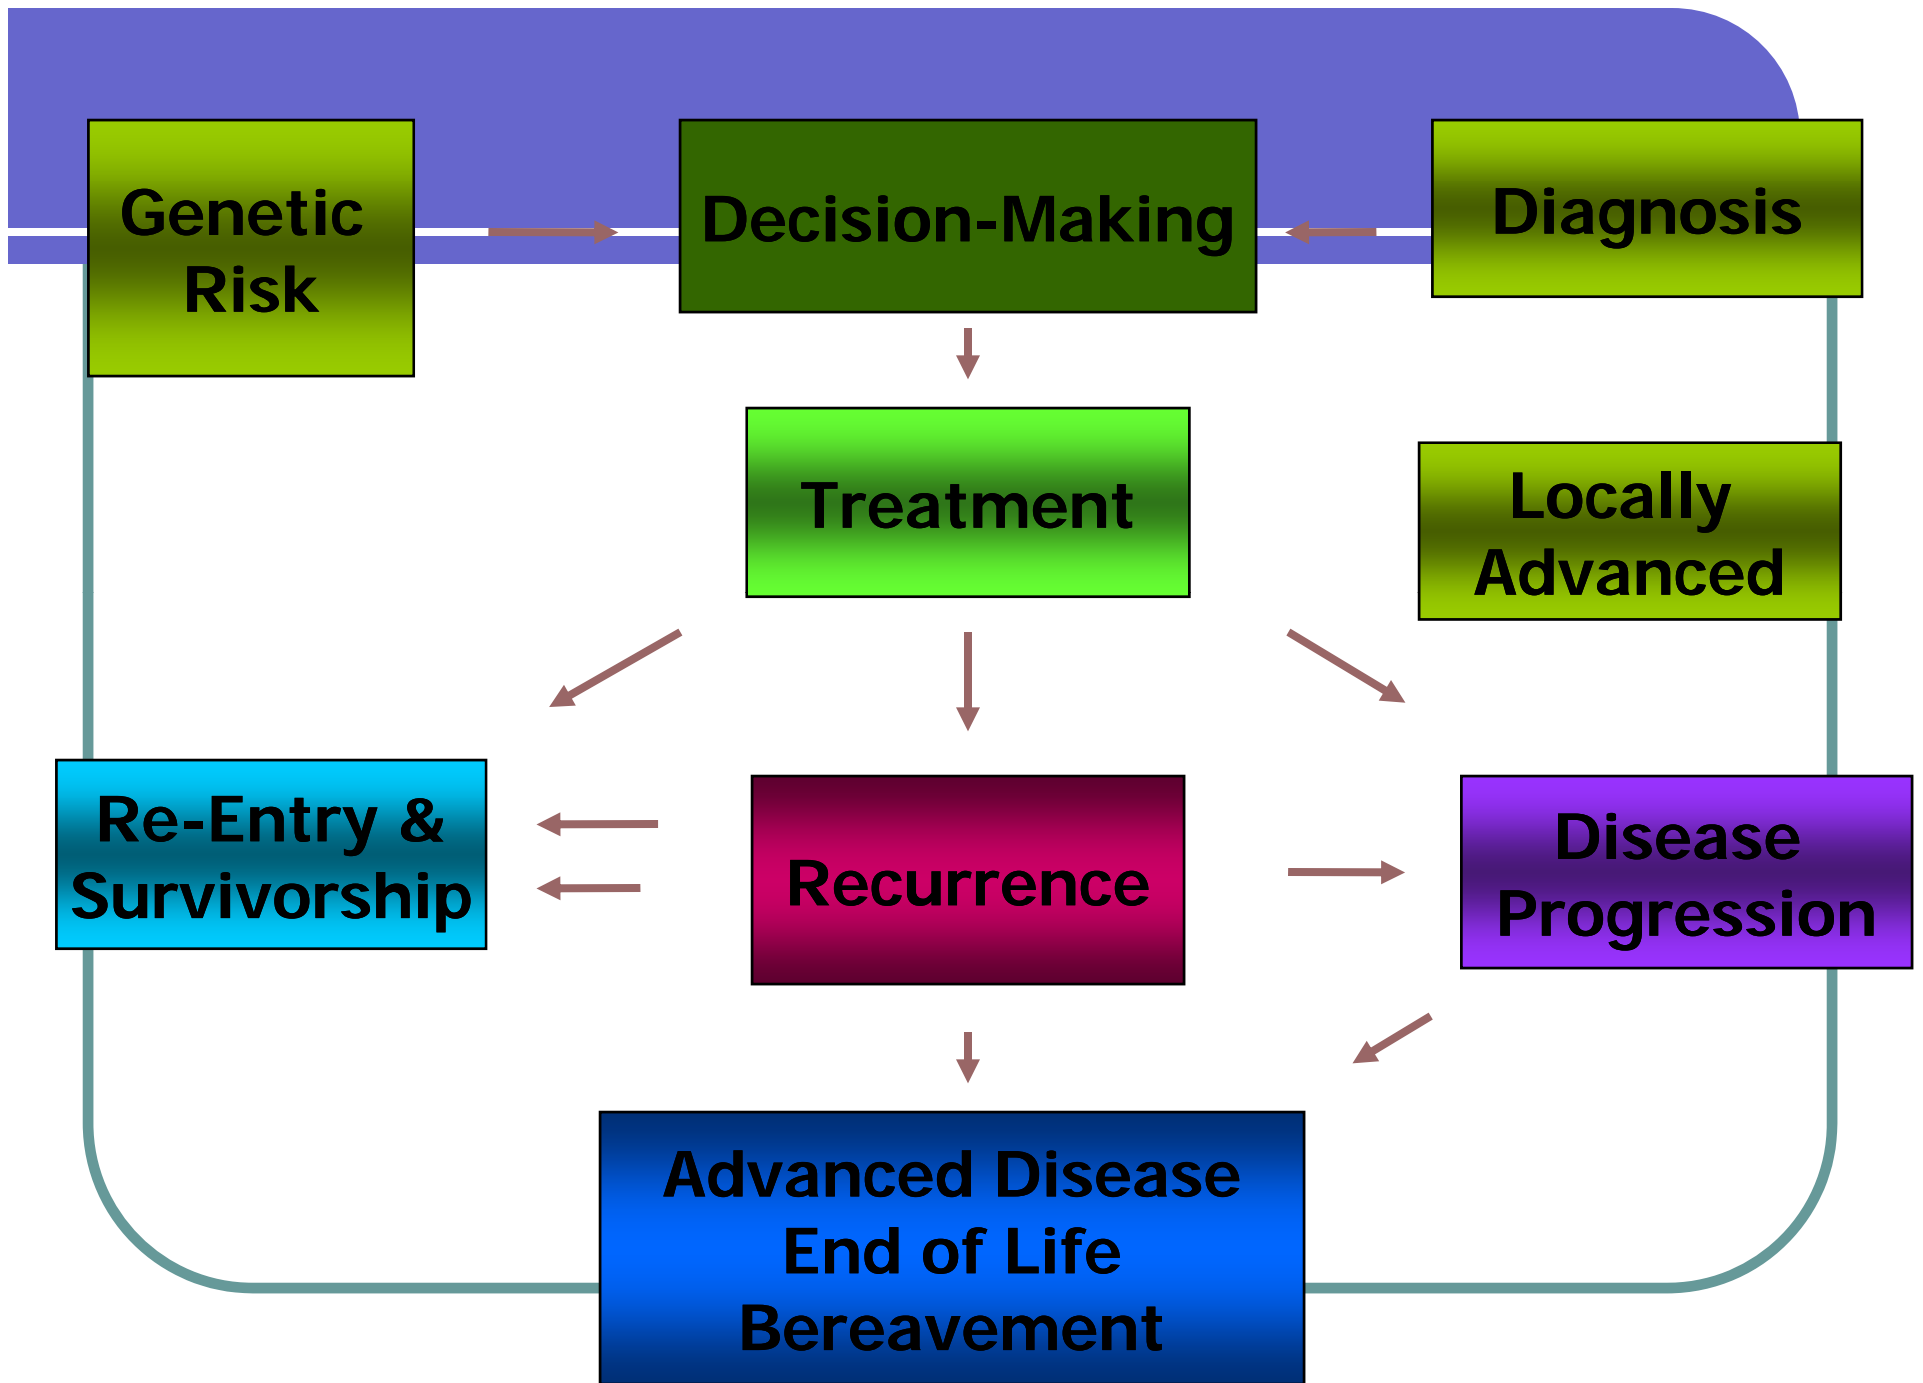 Genetic
Risk
Decision-Making
Diagnosis
Treatment
Locally
Advanced
Re-Entry &
Survivorship
Recurrence
Disease
Progression
Advanced Disease
End of Life
Bereavement